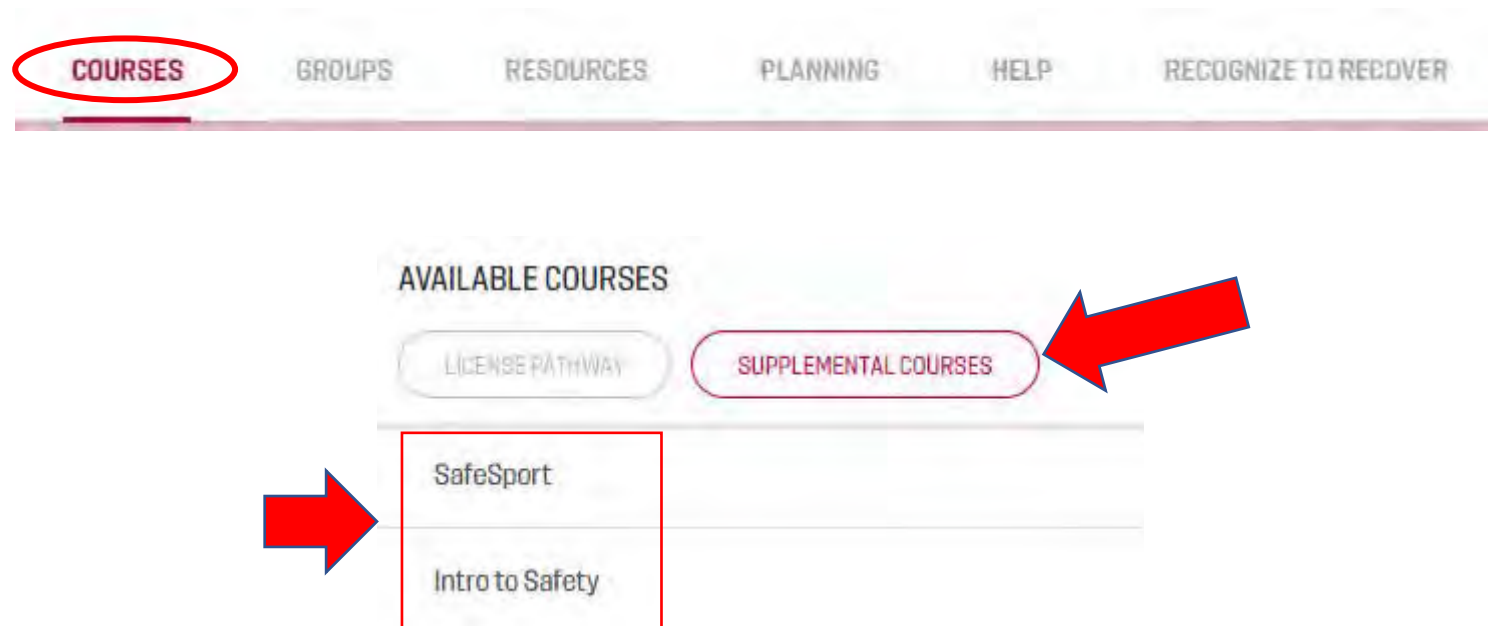 COURSES GROUPS RESOURCES PLANNING HELP RECOGNIZE TO RECOVER
AVAILABLE COURSES
LICENSE PATHWAY SUPPLEMENTAL COURSES
SafeSport
Intro to Safety